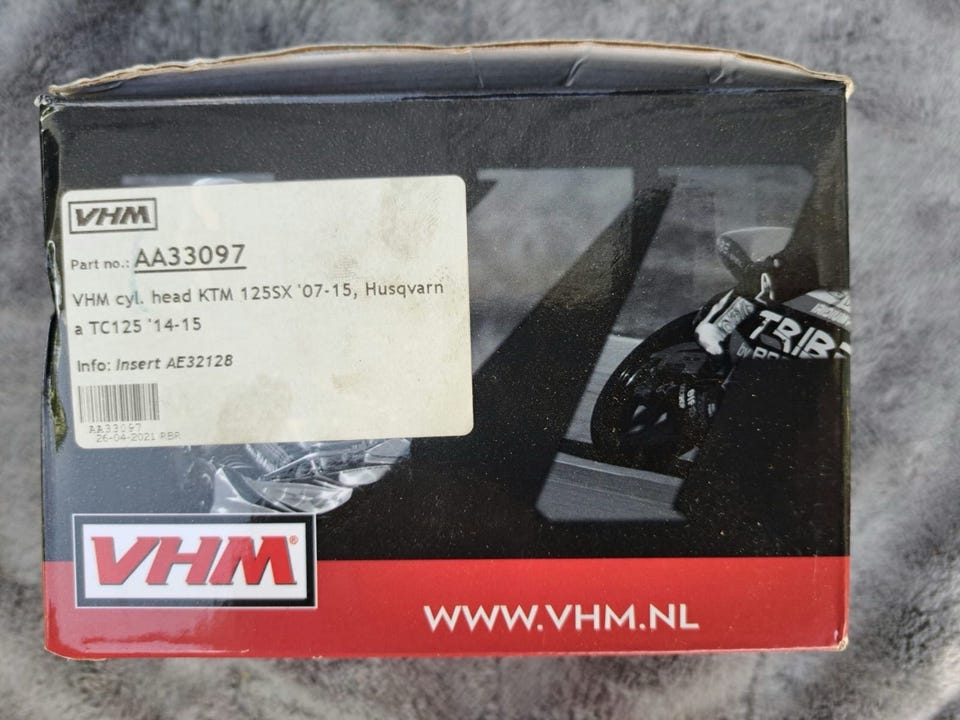 VHM
Part no.: AA33097
VHM cyl. head KTM 125SX '07-15, Husqvarn
a TC125 '14-15
Info: Insert AE32128
AA33097
26-04-2021 RBR
TRIB
VHM®
WWW.VHM.NL